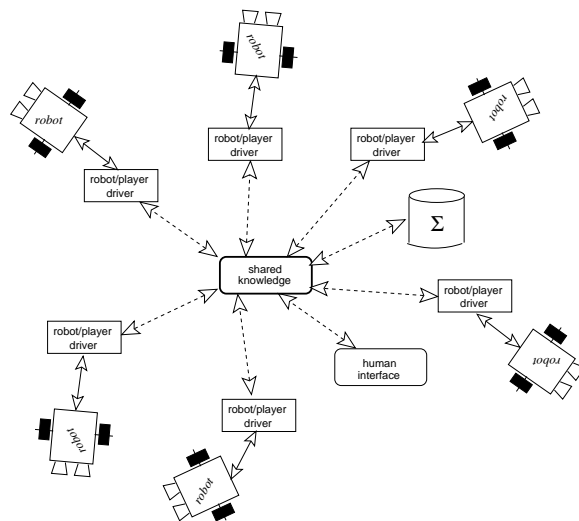 robot
robot
robot
robot/player
driver
robot/player
driver
robot/player
driver
Σ
shared
knowledge
robot/player
driver
robot/player
driver
human
interface
robot
robot/player
driver
robot
robot